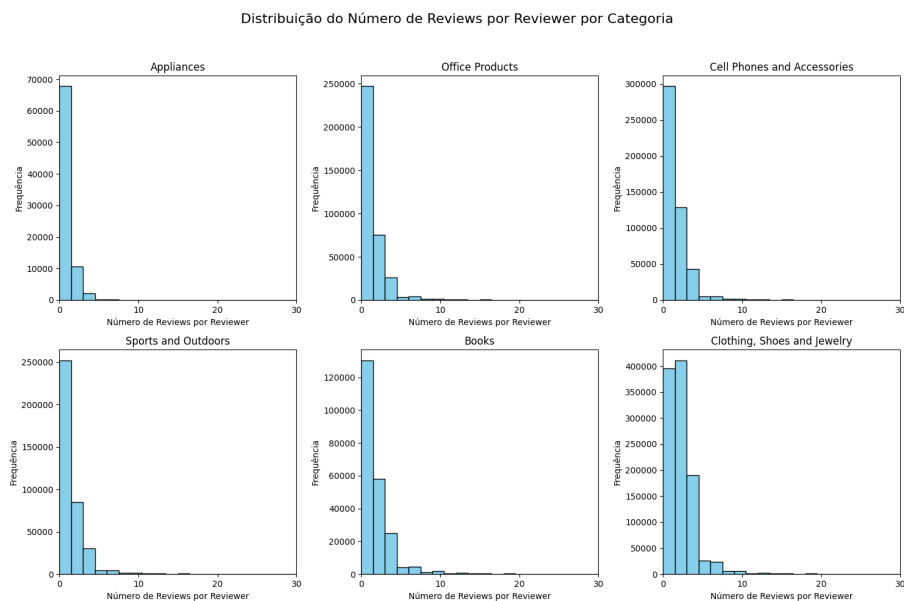 Distribuição do Número de Reviews por Reviewer por Categoria
Appliances
Frequência
70000
60000
50000
40000
30000
20000
10000
0
0 10 20 30
Número de Reviews por Reviewer
Office Products
Frequência
250000
200000
150000
100000
50000
0
0 10 20 30
Número de Reviews por Reviewer
Cell Phones and Accessories
Frequência
300000
250000
200000
150000
100000
50000
0
0 10 20 30
Número de Reviews por Reviewer
Sports and Outdoors
Frequência
250000
200000
150000
100000
50000
0
0 10 20 30
Número de Reviews por Reviewer
Books
Frequência
120000
100000
80000
60000
40000
20000
0
0 10 20 30
Número de Reviews por Reviewer
Clothing, Shoes and Jewelry
Frequência
400000
350000
300000
250000
200000
150000
100000
50000
0
0 10 20 30
Número de Reviews por Reviewer